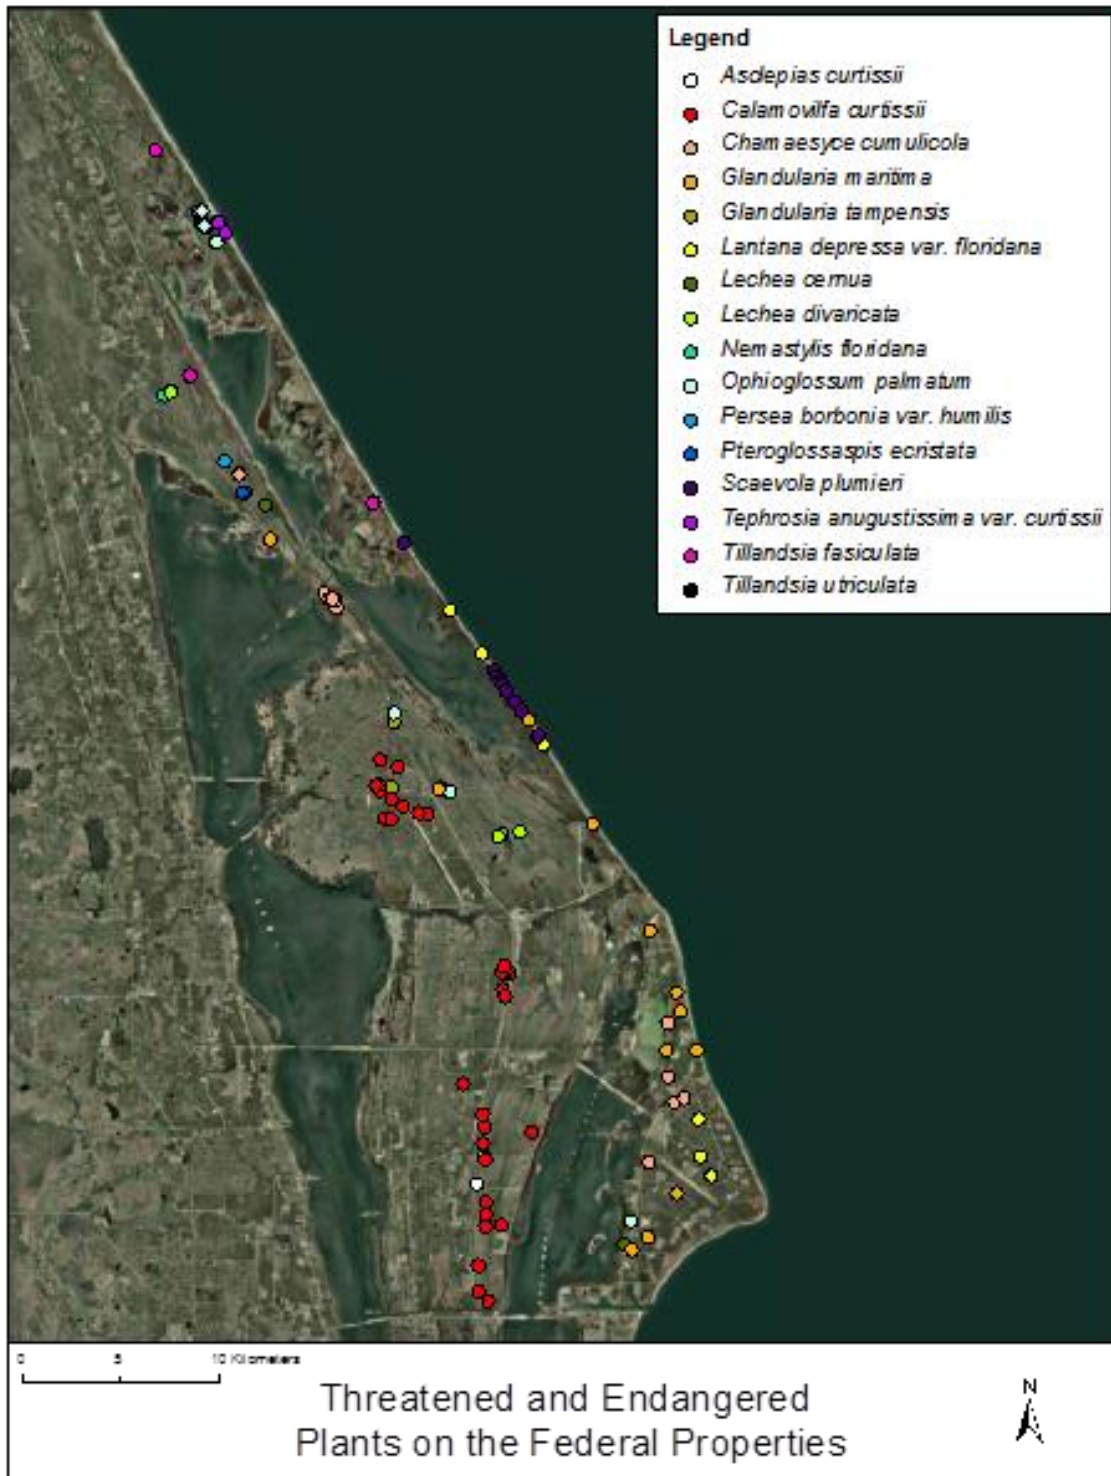 Legend
Asclepias curtissii
Calamovilfa curtissii
Chamaesyce cumulicola
Glandularia maritima
Glandularia tampensis
Lantana depressa var. floridana
Lechea cernua
Lechea divaricata
Nemastylis floridana
Ophioglossum palmatum
Persea borbonia var. humilis
Pteroglossaspis ecristata
Scaevola plumieri
Tephrosia anugustissima var. curtissii
Tillandsia fasiculata
Tillandsia utriculata
0 5 10 Kilometers
N
Threatened and Endangered
Plants on the Federal Properties